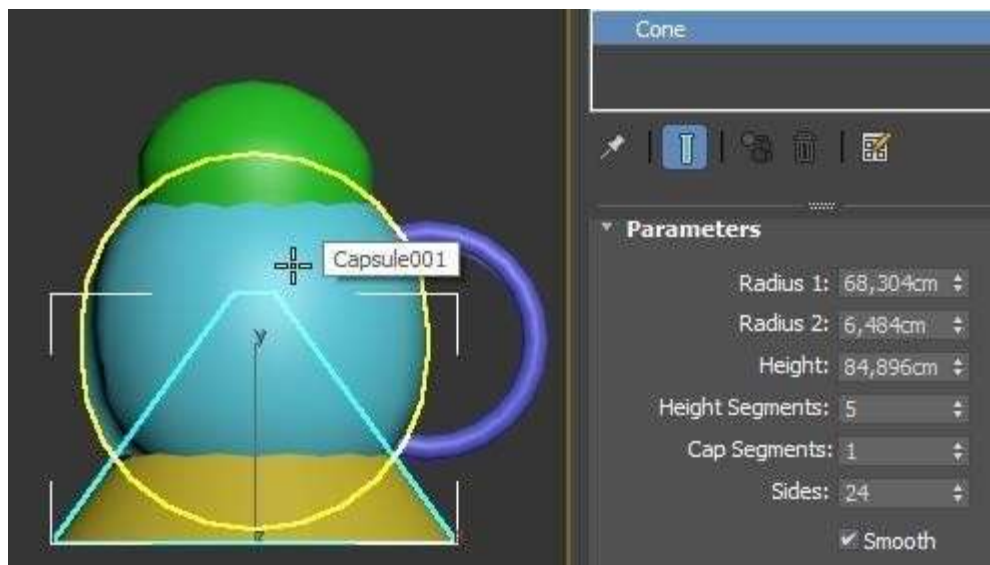 Cone
Capsule001
y
Parameters
Radius 1: 68,304cm
Radius 2: 6,484cm
Height: 84,896cm
Height Segments: 5
Cap Segments: 1
Sides: 24
Smooth